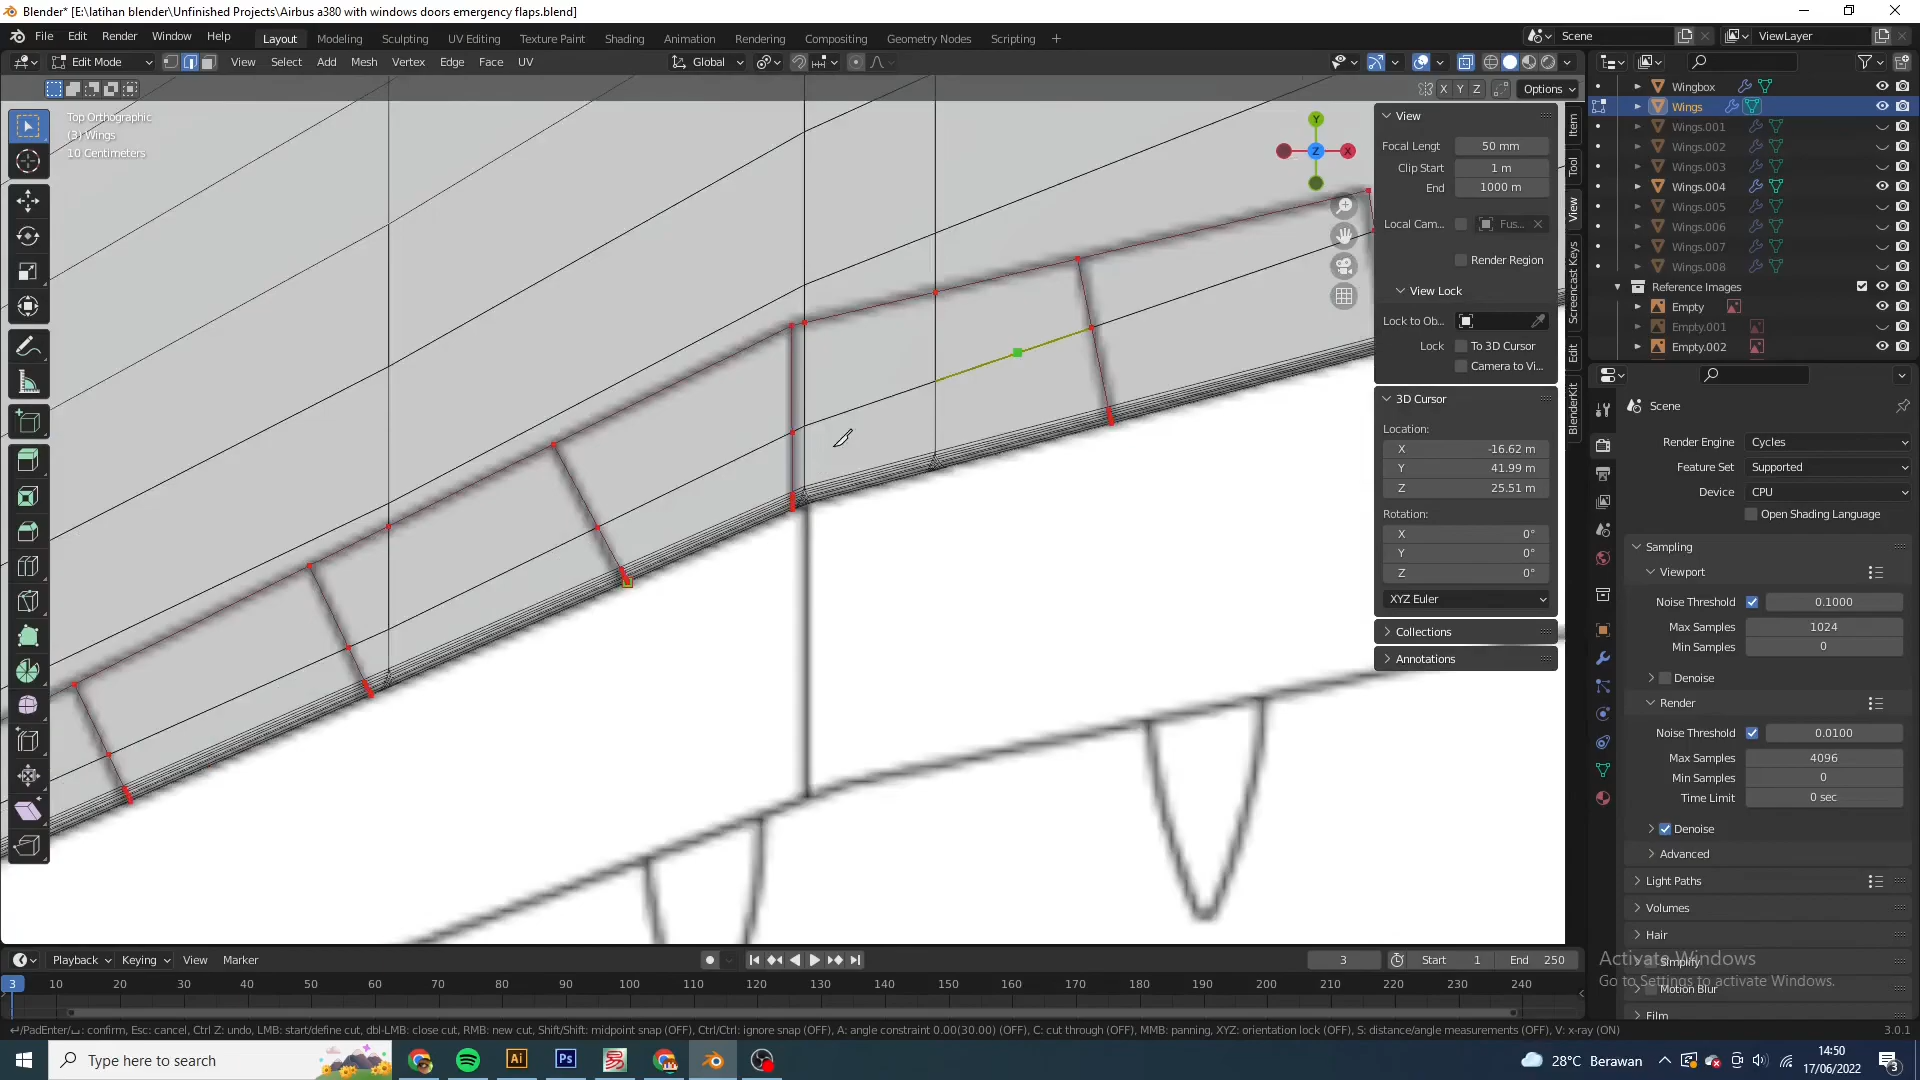 Blender* [E:\latihan blender\Unfinished Projects\Airbus a380 with windows doors emergency flaps.blend]
File Edit Render Window Help Layout Modeling Sculpting UV Editing Texture Paint Shading Animation Rendering Compositing Geometry Nodes Scripting + Scene ViewLayer
Edit Mode View Select Add Mesh Vertex Edge Face UV Global
X Y Z Options
Top Orthographic
(3) Wings
10 Centimeters
Y
X
Z
View
Focal Lengt 50 mm
Clip Start 1 m
End 1000 m
Local Cam... Fus...
Render Region
View Lock
Lock to Ob...
Lock To 3D Cursor
Camera to Vi...
3D Cursor
Location:
X -16.62 m
Y 41.99 m
Z 25.51 m
Rotation:
X 0°
Y 0°
Z 0°
XYZ Euler
Collections
Annotations
Item
Tool
View
Screencast Keys
Edit
BlenderKit
Wingbox
Wings
Wings.001
Wings.002
Wings.003
Wings.004
Wings.005
Wings.006
Wings.007
Wings.008
Reference Images
Empty
Empty.001
Empty.002
Scene
Render Engine Cycles
Feature Set Supported
Device CPU
Open Shading Language
Sampling
Viewport
Noise Threshold 0.1000
Max Samples 1024
Min Samples 0
Denoise
Render
Noise Threshold 0.0100
Max Samples 4096
Min Samples 0
Time Limit 0 sec
Denoise
Advanced
Light Paths
Volumes
Hair
Simplify
Motion Blur
Film
Activate Windows
Go to Settings to activate Windows.
Playback Keying View Marker 3 Start 1 End 250
3 10 20 30 40 50 60 70 80 90 100 110 120 130 140 150 160 170 180 190 200 210 220 230 240
↵/PadEnter/␣: confirm, Esc: cancel, Ctrl Z: undo, LMB: start/define cut, dbl-LMB: close cut, RMB: new cut, Shift/Shift: midpoint snap (OFF), Ctrl/Ctrl: ignore snap (OFF), A: angle constraint 0.00(30.00) (OFF), C: cut through (OFF), MMB: panning, XYZ: orientation lock (OFF), S: distance/angle measurements (OFF), V: x-ray (ON) 3.0.1
Type here to search Ai Ps 28°C Berawan 14:50
17/06/2022 3